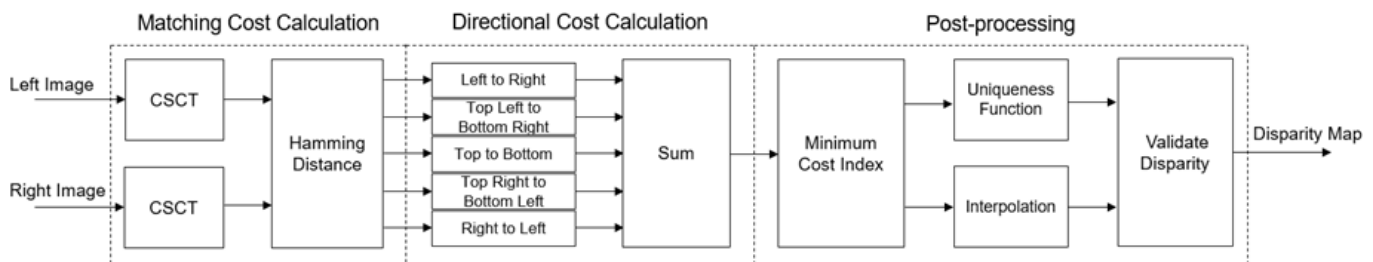 Matching Cost Calculation
Directional Cost Calculation
Post-processing
Left Image
CSCT
Right Image
CSCT
Hamming
Distance
Left to Right
Top Left to
Bottom Right
Top to Bottom
Top Right to
Bottom Left
Right to Left
Sum
Minimum
Cost Index
Uniqueness
Function
Interpolation
Validate
Disparity
Disparity Map